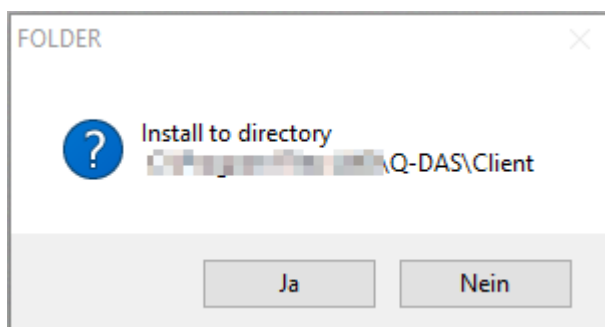 FOLDER
Install to directory
\Q-DAS\Client
Ja
Nein